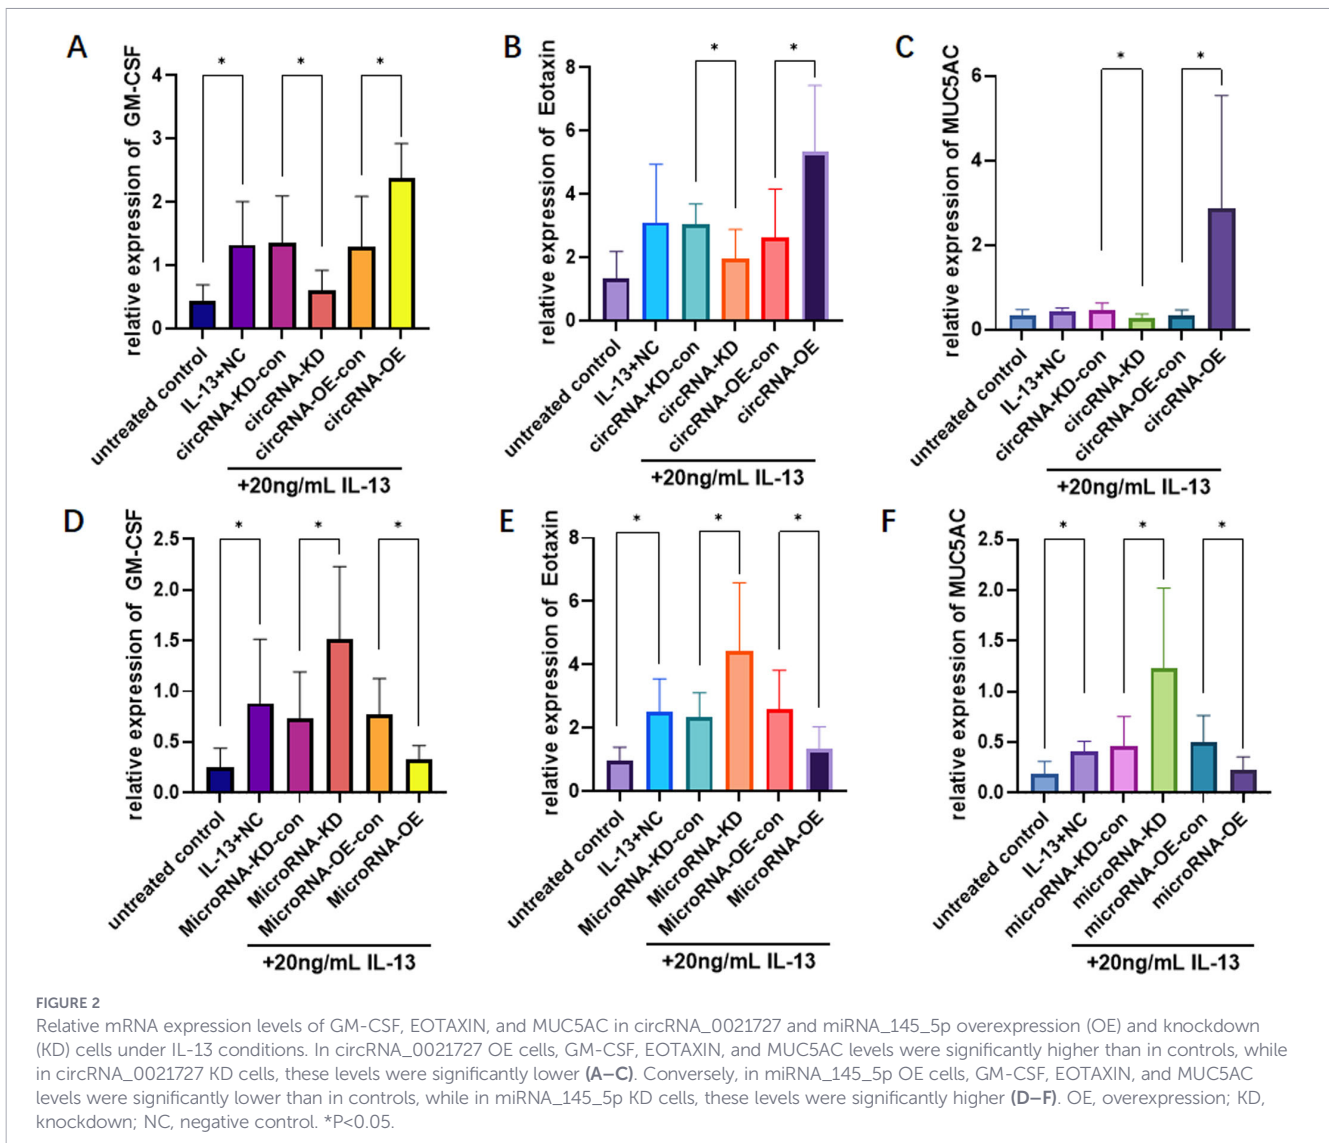 A
relative expression of GM-CSF
4
3
2
1
0
* * *
untreated control
IL-13+NC
circRNA-KD-con
circRNA-KD
circRNA-OE-con
circRNA-OE
+20ng/mL IL-13
B
relative expression of Eotaxin
8
6
4
2
0
* *
untreated control
IL-13+NC
circRNA-KD-con
circRNA-KD
circRNA-OE-con
circRNA-OE
+20ng/mL IL-13
C
relative expression of MUC5AC
6
4
2
0
* *
untreated control
IL-13+NC
circRNA-KD-con
circRNA-KD
circRNA-OE-con
circRNA-OE
+20ng/mL IL-13
D
relative expression of GM-CSF
2.5
2.0
1.5
1.0
0.5
0.0
* * *
untreated control
IL-13+NC
MicroRNA-KD-con
MicroRNA-KD
MicroRNA-OE-con
MicroRNA-OE
+20ng/mL IL-13
E
relative expression of Eotaxin
8
6
4
2
0
* * *
untreated control
IL-13+NC
MicroRNA-KD-con
MicroRNA-KD
MicroRNA-OE-con
MicroRNA-OE
+20ng/mL IL-13
F
relative expression of MUC5AC
2.5
2.0
1.5
1.0
0.5
0.0
* * *
untreated control
IL-13+NC
microRNA-KD-con
microRNA-KD
microRNA-OE-con
microRNA-OE
+20ng/mL IL-13
FIGURE 2
Relative mRNA expression levels of GM-CSF, EOTAXIN, and MUC5AC in circRNA_0021727 and miRNA_145_5p overexpression (OE) and knockdown
(KD) cells under IL-13 conditions. In circRNA_0021727 OE cells, GM-CSF, EOTAXIN, and MUC5AC levels were significantly higher than in controls, while
in circRNA_0021727 KD cells, these levels were significantly lower (A–C). Conversely, in miRNA_145_5p OE cells, GM-CSF, EOTAXIN, and MUC5AC
levels were significantly lower than in controls, while in miRNA_145_5p KD cells, these levels were significantly higher (D–F). OE, overexpression; KD,
knockdown; NC, negative control. *P<0.05.